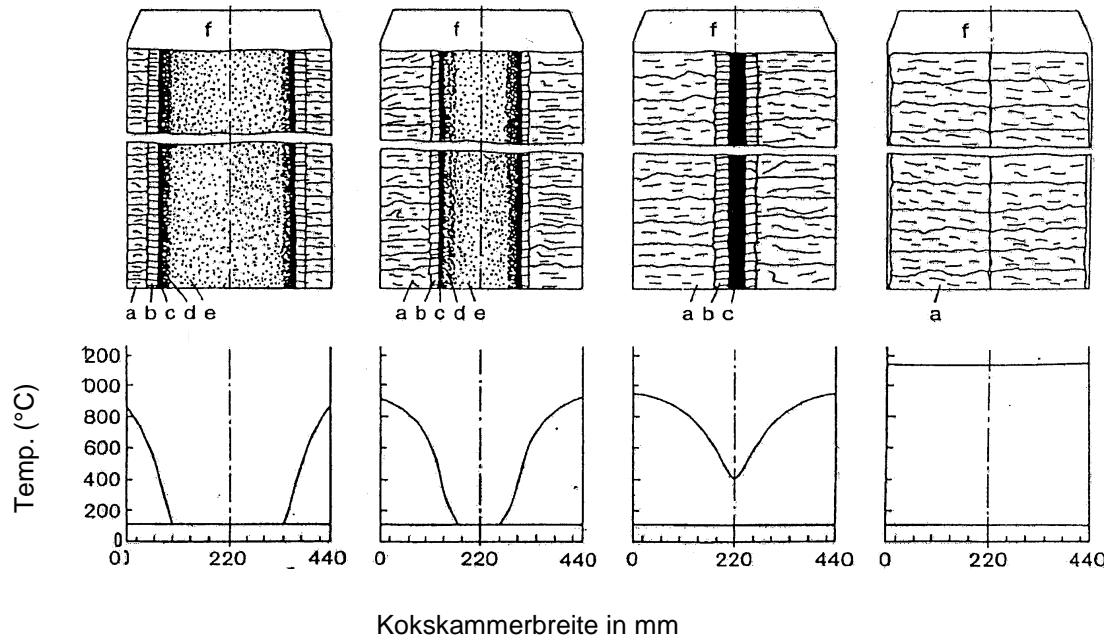 f f f f
a b c d e a b c d e a b c a
Temp. (°C)
1200
1000
800
600
400
200
0
0 220 440 0 220 440 0 220 440 0 220 440
Kokskammerbreite in mm